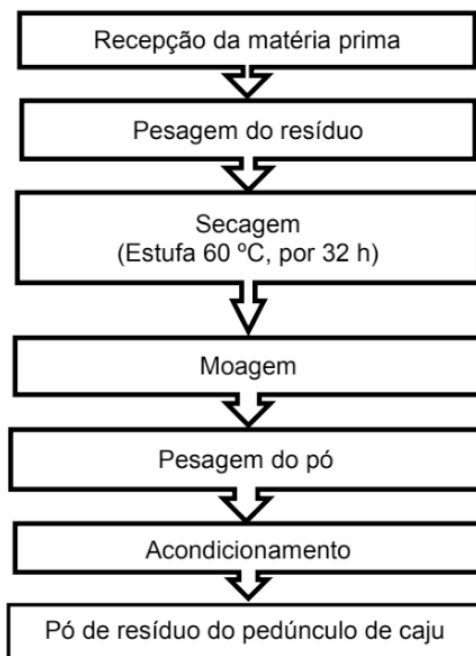 Recepção da matéria prima
Pesagem do resíduo
Secagem
(Estufa 60 ºC, por 32 h)
Moagem
Pesagem do pó
Acondicionamento
Pó de resíduo do pedúnculo de caju